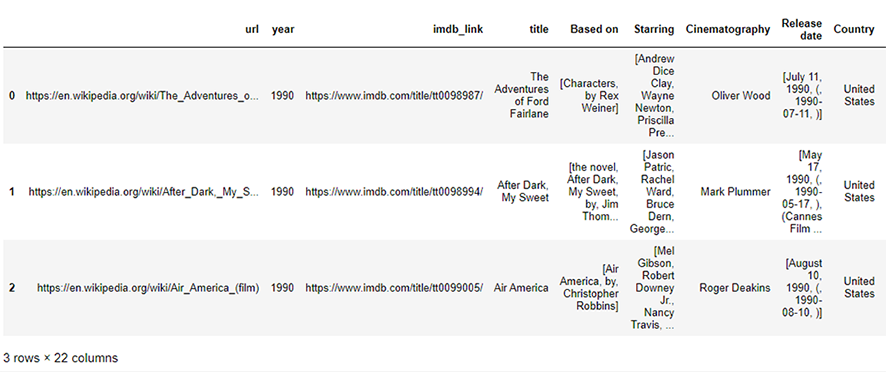 url year imdb_link title Based on Starring Cinematography Release date Country
0 https://en.wikipedia.org/wiki/The_Adventures_o... 1990 https://www.imdb.com/title/tt0098987/ The Adventures of Ford Fairlane [Characters, by Rex Weiner] [Andrew Dice Clay, Wayne Newton, Priscilla Pre... Oliver Wood [July 11, 1990, (, 1990-07-11, )] United States
1 https://en.wikipedia.org/wiki/After_Dark,_My_S... 1990 https://www.imdb.com/title/tt0098994/ After Dark, My Sweet [the novel, After Dark, My Sweet, by, Jim Thom... [Jason Patric, Rachel Ward, Bruce Dern, George... Mark Plummer [May 17, 1990, (, 1990-05-17, ), (Cannes Film ... United States
2 https://en.wikipedia.org/wiki/Air_America_(film) 1990 https://www.imdb.com/title/tt0099005/ Air America [Air America, by, Christopher Robbins] [Mel Gibson, Robert Downey Jr., Nancy Travis, ... Roger Deakins [August 10, 1990, (, 1990-08-10, )] United States
3 rows × 22 columns